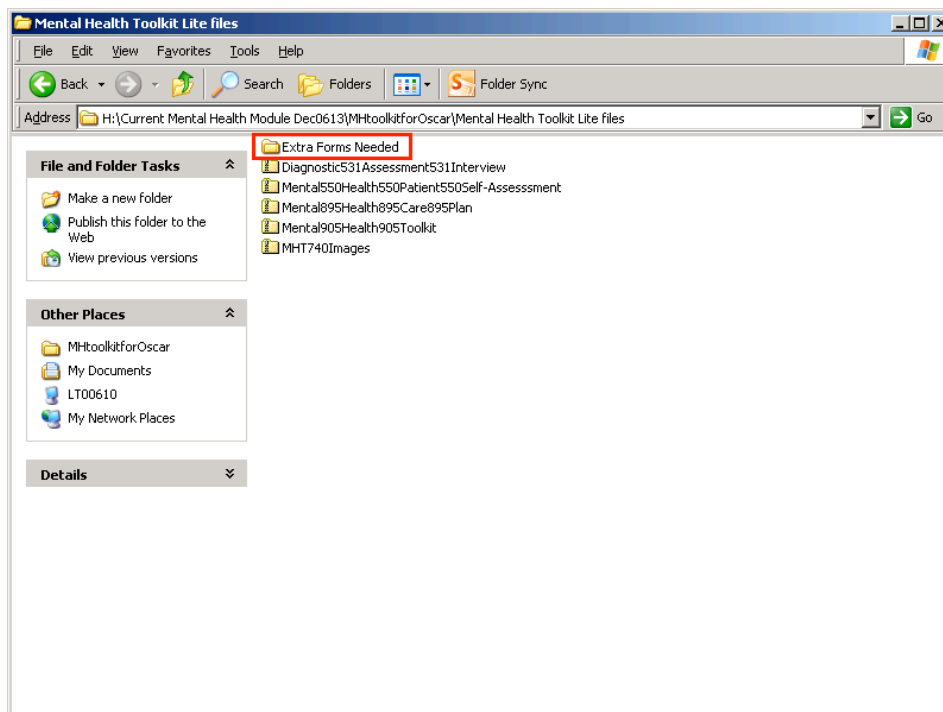 Mental Health Toolkit Lite files
File Edit View Favorites Tools Help
Back Search Folders Folder Sync
Address H:\Current Mental Health Module Dec0613\MHtoolkitforOscar\Mental Health Toolkit Lite files Go
File and Folder Tasks
Make a new folder
Publish this folder to the
Web
View previous versions
Other Places
MHtoolkitforOscar
My Documents
LT00610
My Network Places
Details
Extra Forms Needed
Diagnostic531Assessment531Interview
Mental550Health550Patient550Self-Assesssment
Mental895Health895Care895Plan
Mental905Health905Toolkit
MHT740Images